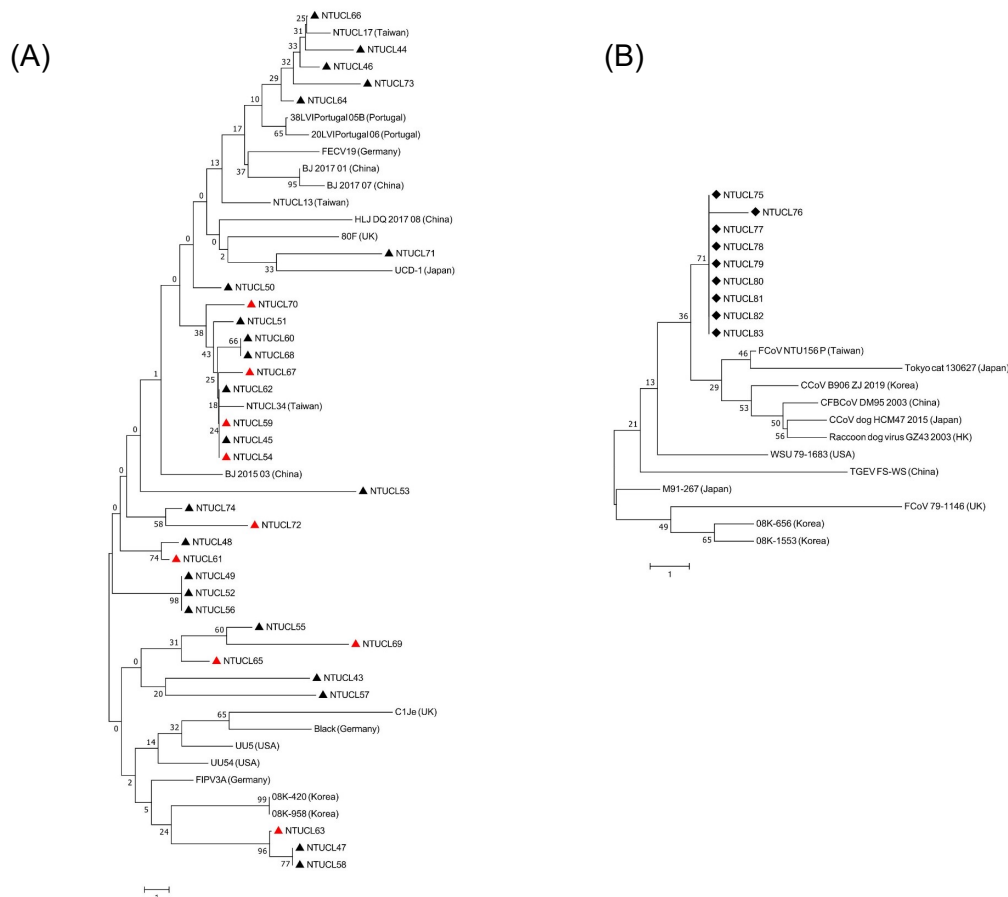 (A)
25 NTUCL66
31 NTUCL17 (Taiwan)
33 NTUCL44
32 NTUCL46
NTUCL73
29 NTUCL64
10 38LVIPortugal 05B (Portugal)
65 20LVIPortugal 06 (Portugal)
17 FECV19 (Germany)
37 BJ 2017 01 (China)
95 BJ 2017 07 (China)
13 NTUCL13 (Taiwan)
0 HLJ DQ 2017 08 (China)
0 80F (UK)
2 NTUCL71
33 UCD-1 (Japan)
0 NTUCL50
NTUCL70
38 NTUCL51
66 NTUCL60
43 NTUCL68
NTUCL67
25 NTUCL62
1 18 NTUCL34 (Taiwan)
NTUCL59
24 NTUCL45
NTUCL54
BJ 2015 03 (China)
0 NTUCL53
0 NTUCL74
58 NTUCL72
NTUCL48
74 NTUCL61
NTUCL49
NTUCL52
98 NTUCL56
60 NTUCL55
31 NTUCL69
0 NTUCL65
NTUCL43
20 NTUCL57
65 C1Je (UK)
0 32 Black (Germany)
14 UU5 (USA)
UU54 (USA)
2 FIPV3A (Germany)
99 08K-420 (Korea)
5 08K-958 (Korea)
24 NTUCL63
96 NTUCL47
77 NTUCL58
1
(B)
NTUCL75
NTUCL76
NTUCL77
NTUCL78
71 NTUCL79
NTUCL80
NTUCL81
36 NTUCL82
NTUCL83
46 FCoV NTU156 P (Taiwan)
Tokyo cat 130627 (Japan)
13 29 CCoV B906 ZJ 2019 (Korea)
53 CFBCoV DM95 2003 (China)
50 CCoV dog HCM47 2015 (Japan)
21 56 Raccoon dog virus GZ43 2003 (HK)
WSU 79-1683 (USA)
TGEV FS-WS (China)
M91-267 (Japan)
FCoV 79-1146 (UK)
49 08K-656 (Korea)
65 08K-1553 (Korea)
1